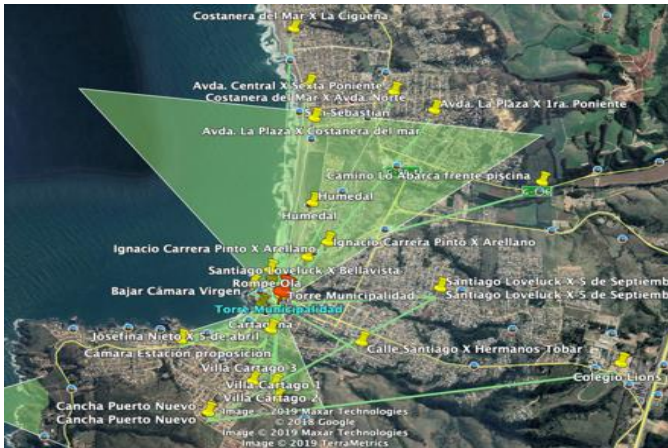 Costanera del Mar X La Cigüeña
Avda. Central X Sexta Poniente
Costanera del Mar X Avda. Norte
Avda. La Plaza X 1ra. Poniente
San Sebastian
Avda. La Plaza X Costanera del mar
Camino Lo Abarca frente piscina
Humedal
Humedal
Ignacio Carrera Pinto X Arellano
Ignacio Carrera Pinto X Arellano
Santiago Loveluck X Bellavista
Rompe Ola
Santiago Loveluck X 5 de Septiemb
Bajar Cámara Virgen
Torre Municipalidad
Santiago Loveluck X 5 de Septiemb
Torre Municipalidad
Cartagena
Josefina Nieto X 5 de abril
Calle Santiago X Hermanos Tobar
Cámara Estación proposicion
Villa Cartago 3
Colegio Lions
Villa Cartago 1
Villa Cartago 2
Cancha Puerto Nuevo
Cancha Puerto Nuevo
Image © 2019 Maxar Technologies
© 2018 Google
Image © 2019 Maxar Technologies
Image © 2019 TerraMetrics